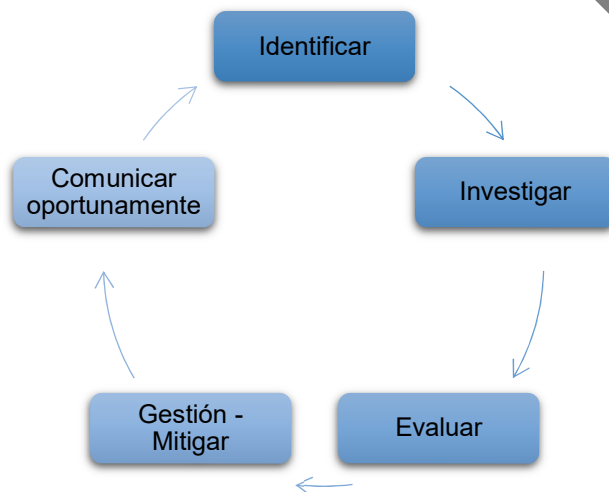 Identificar
Investigar
Evaluar
Gestión -
Mitigar
Comunicar
oportunamente